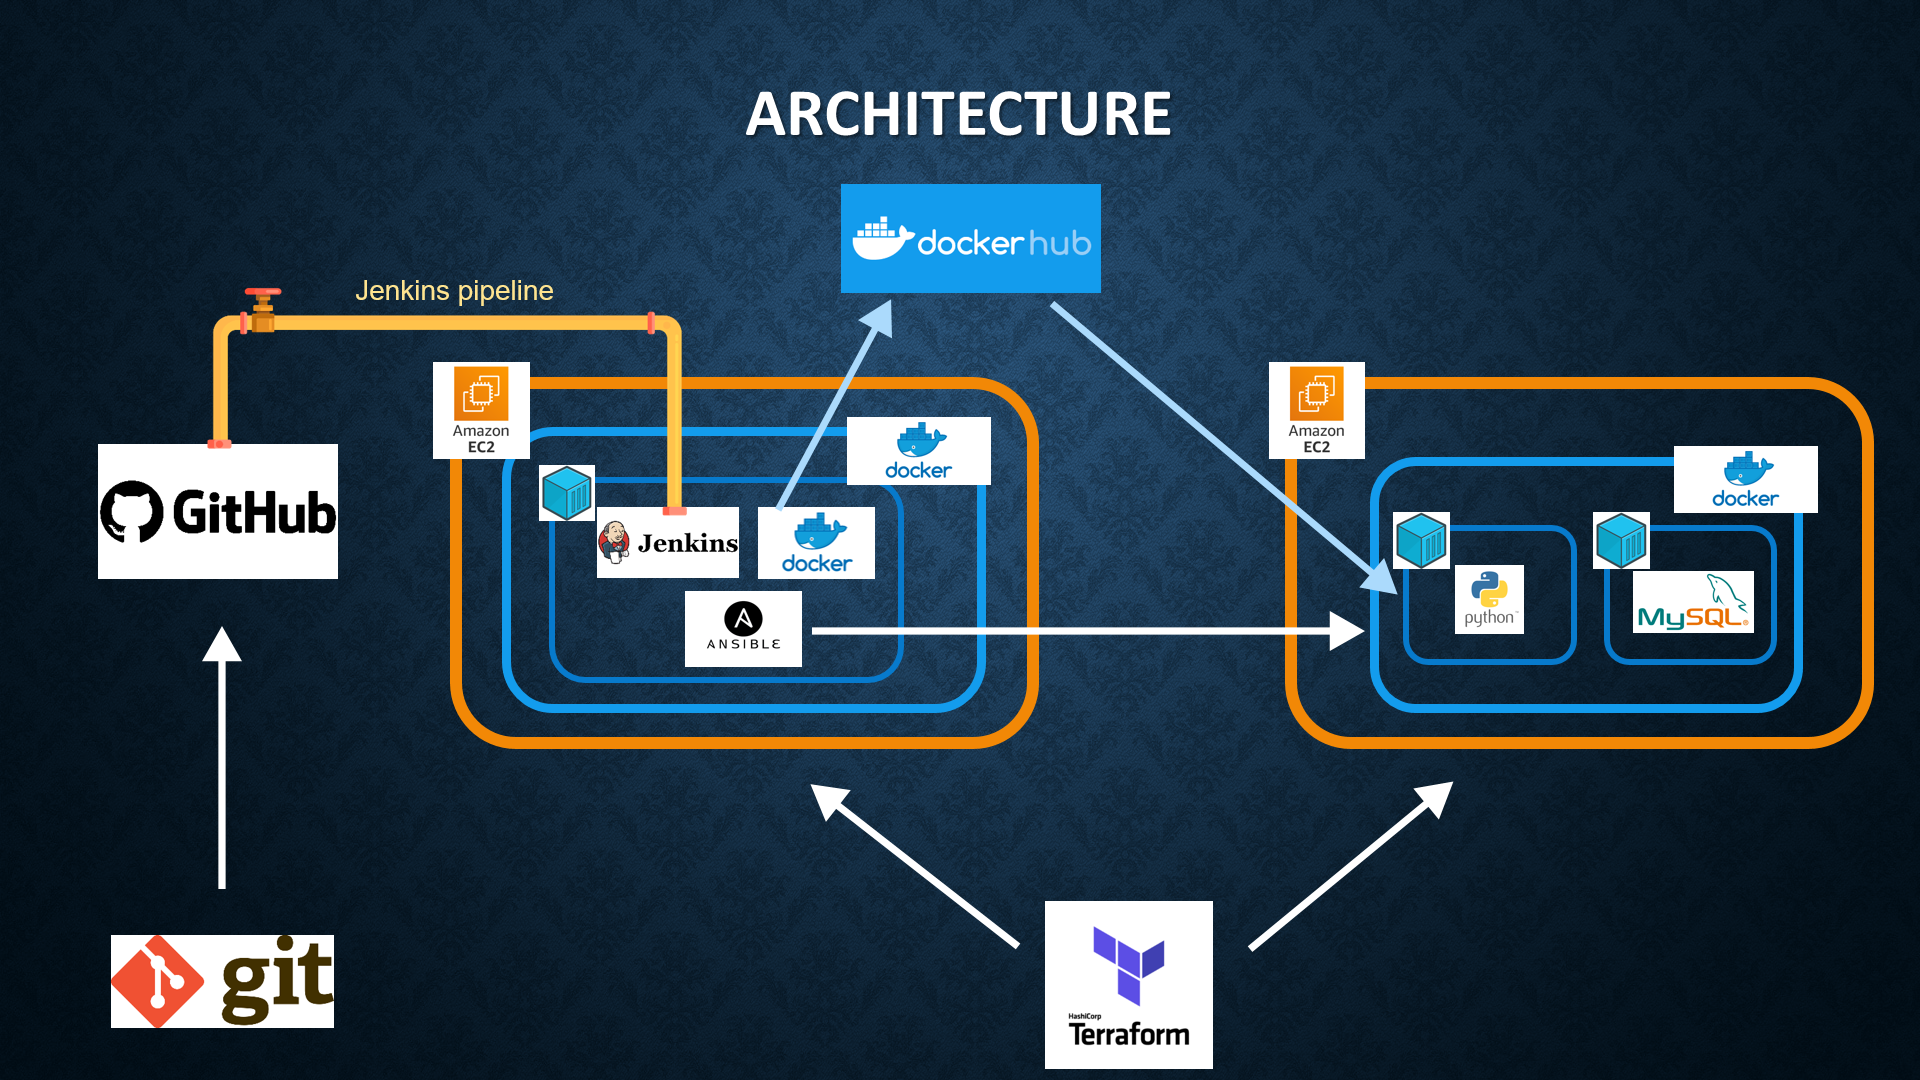 ARCHITECTURE
docker hub
Jenkins pipeline
Amazon
EC2
docker
Amazon
EC2
docker
GitHub
Jenkins
docker
python™
MySQL®
ANSIBLE
git
HashiCorp
Terraform